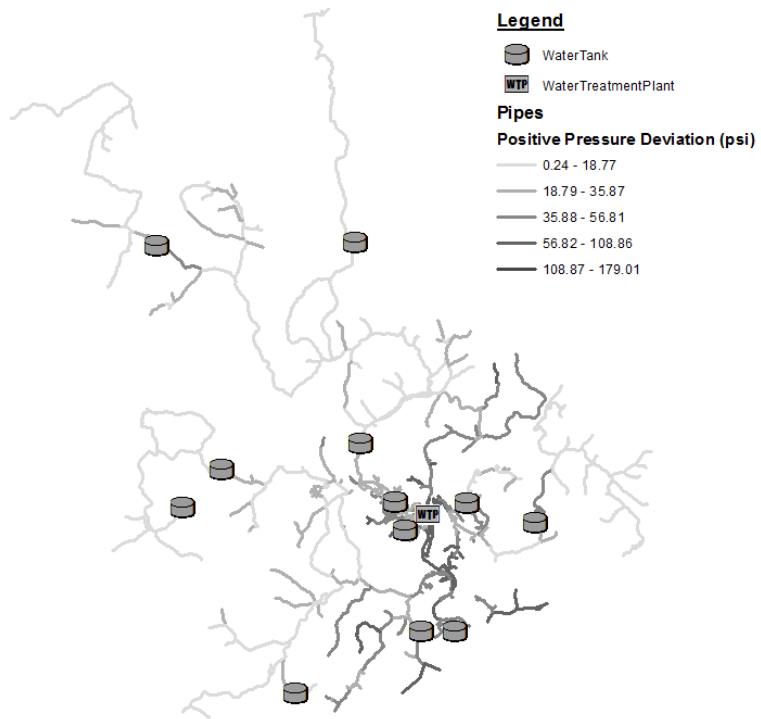 Legend
WaterTank
WTP WaterTreatmentPlant
Pipes
Positive Pressure Deviation (psi)
0.24 - 18.77
18.79 - 35.87
35.88 - 56.81
56.82 - 108.86
108.87 - 179.01
WTP